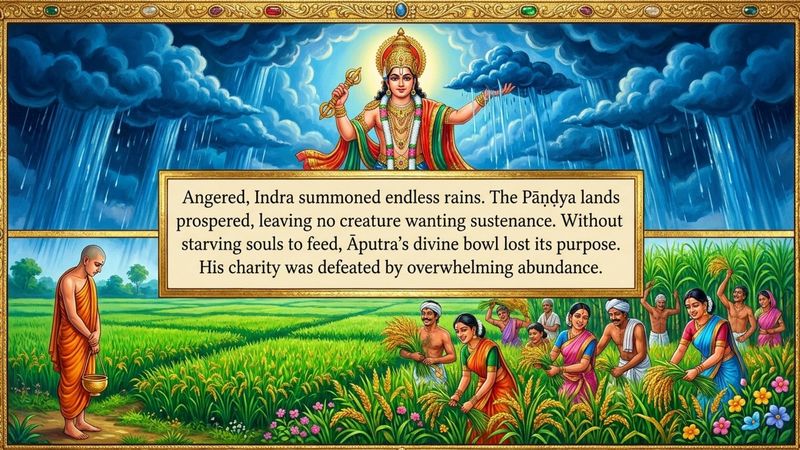 Angered, Indra summoned endless rains. The Pāṇḍya lands
prospered, leaving no creature wanting sustenance. Without
starving souls to feed, Āputra’s divine bowl lost its purpose.
His charity was defeated by overwhelming abundance.